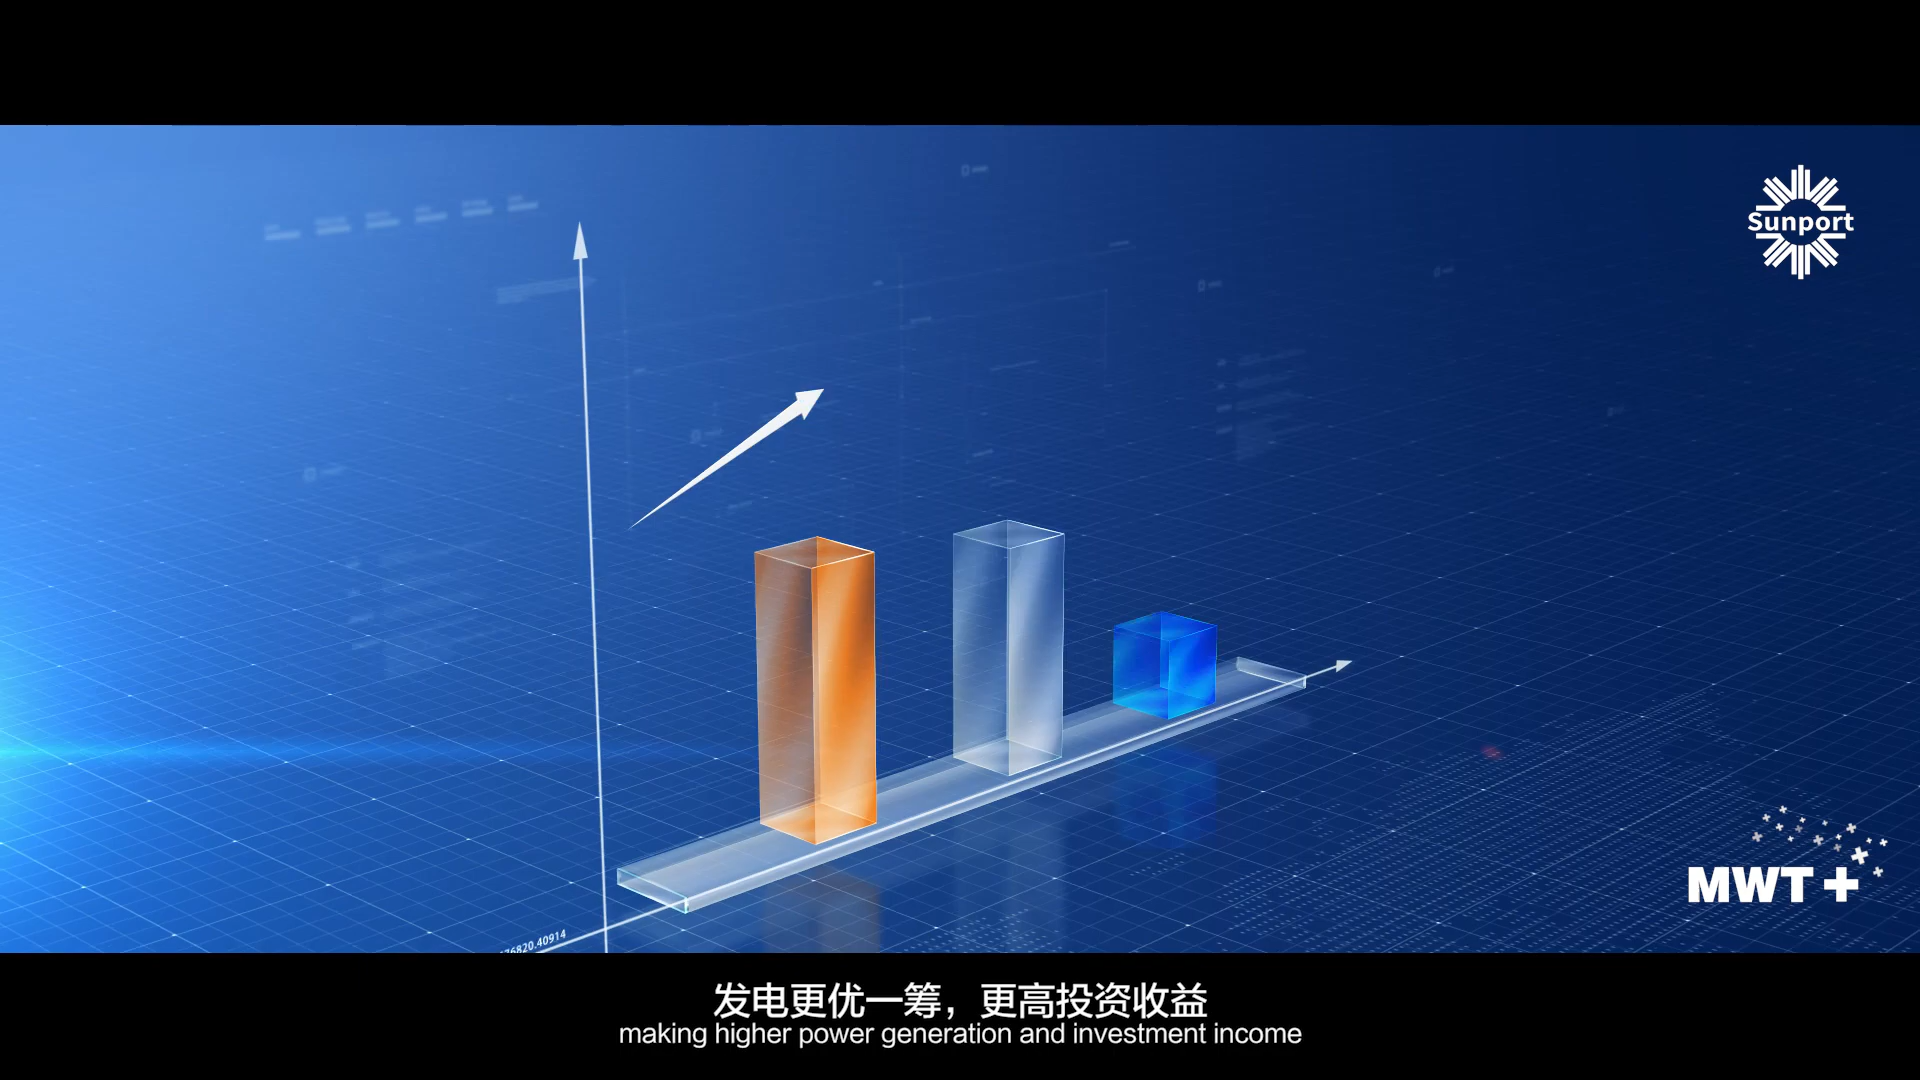 Sunport
MWT+
发电更优一筹，更高投资收益
making higher power generation and investment income